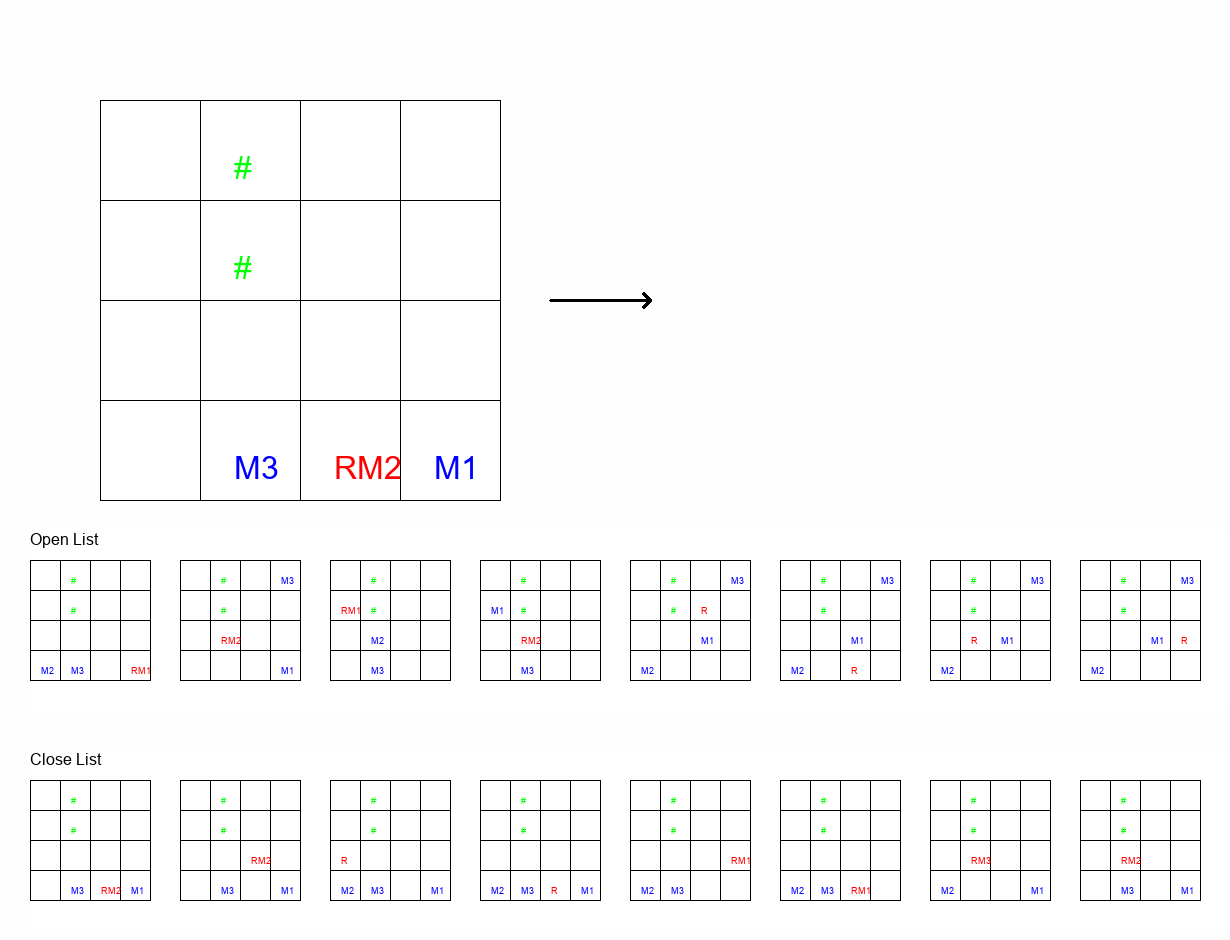 #
#
M3 RM2 M1
Open List
# # M3 # # # M3 # M3 # M3 # M3
# # RM1 # M1 # # R # # #
RM2 M2 RM2 M1 M1 R M1 M1 R
M2 M3 RM1 M1 M3 M3 M2 M2 R M2 M2
Close List
# # # # # # # #
# # # # # # # #
RM2 R RM1 RM3 RM2
M3 RM2 M1 M3 M1 M2 M3 M1 M2 M3 R M1 M2 M3 M2 M3 RM1 M2 M1 M3 M1